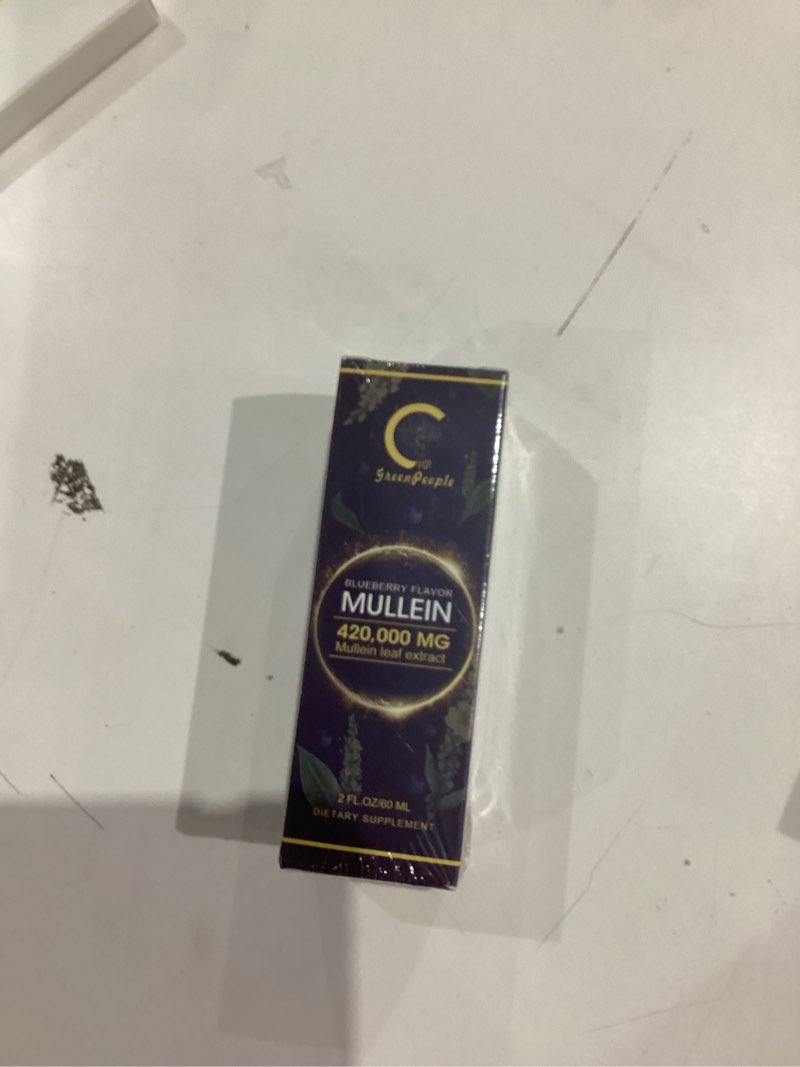 GreenPeople
BLUEBERRY FLAVOR
MULLEIN
420,000 MG
Mullein leaf extract
2 FL.OZ/60 ML
DIETARY SUPPLEMENT